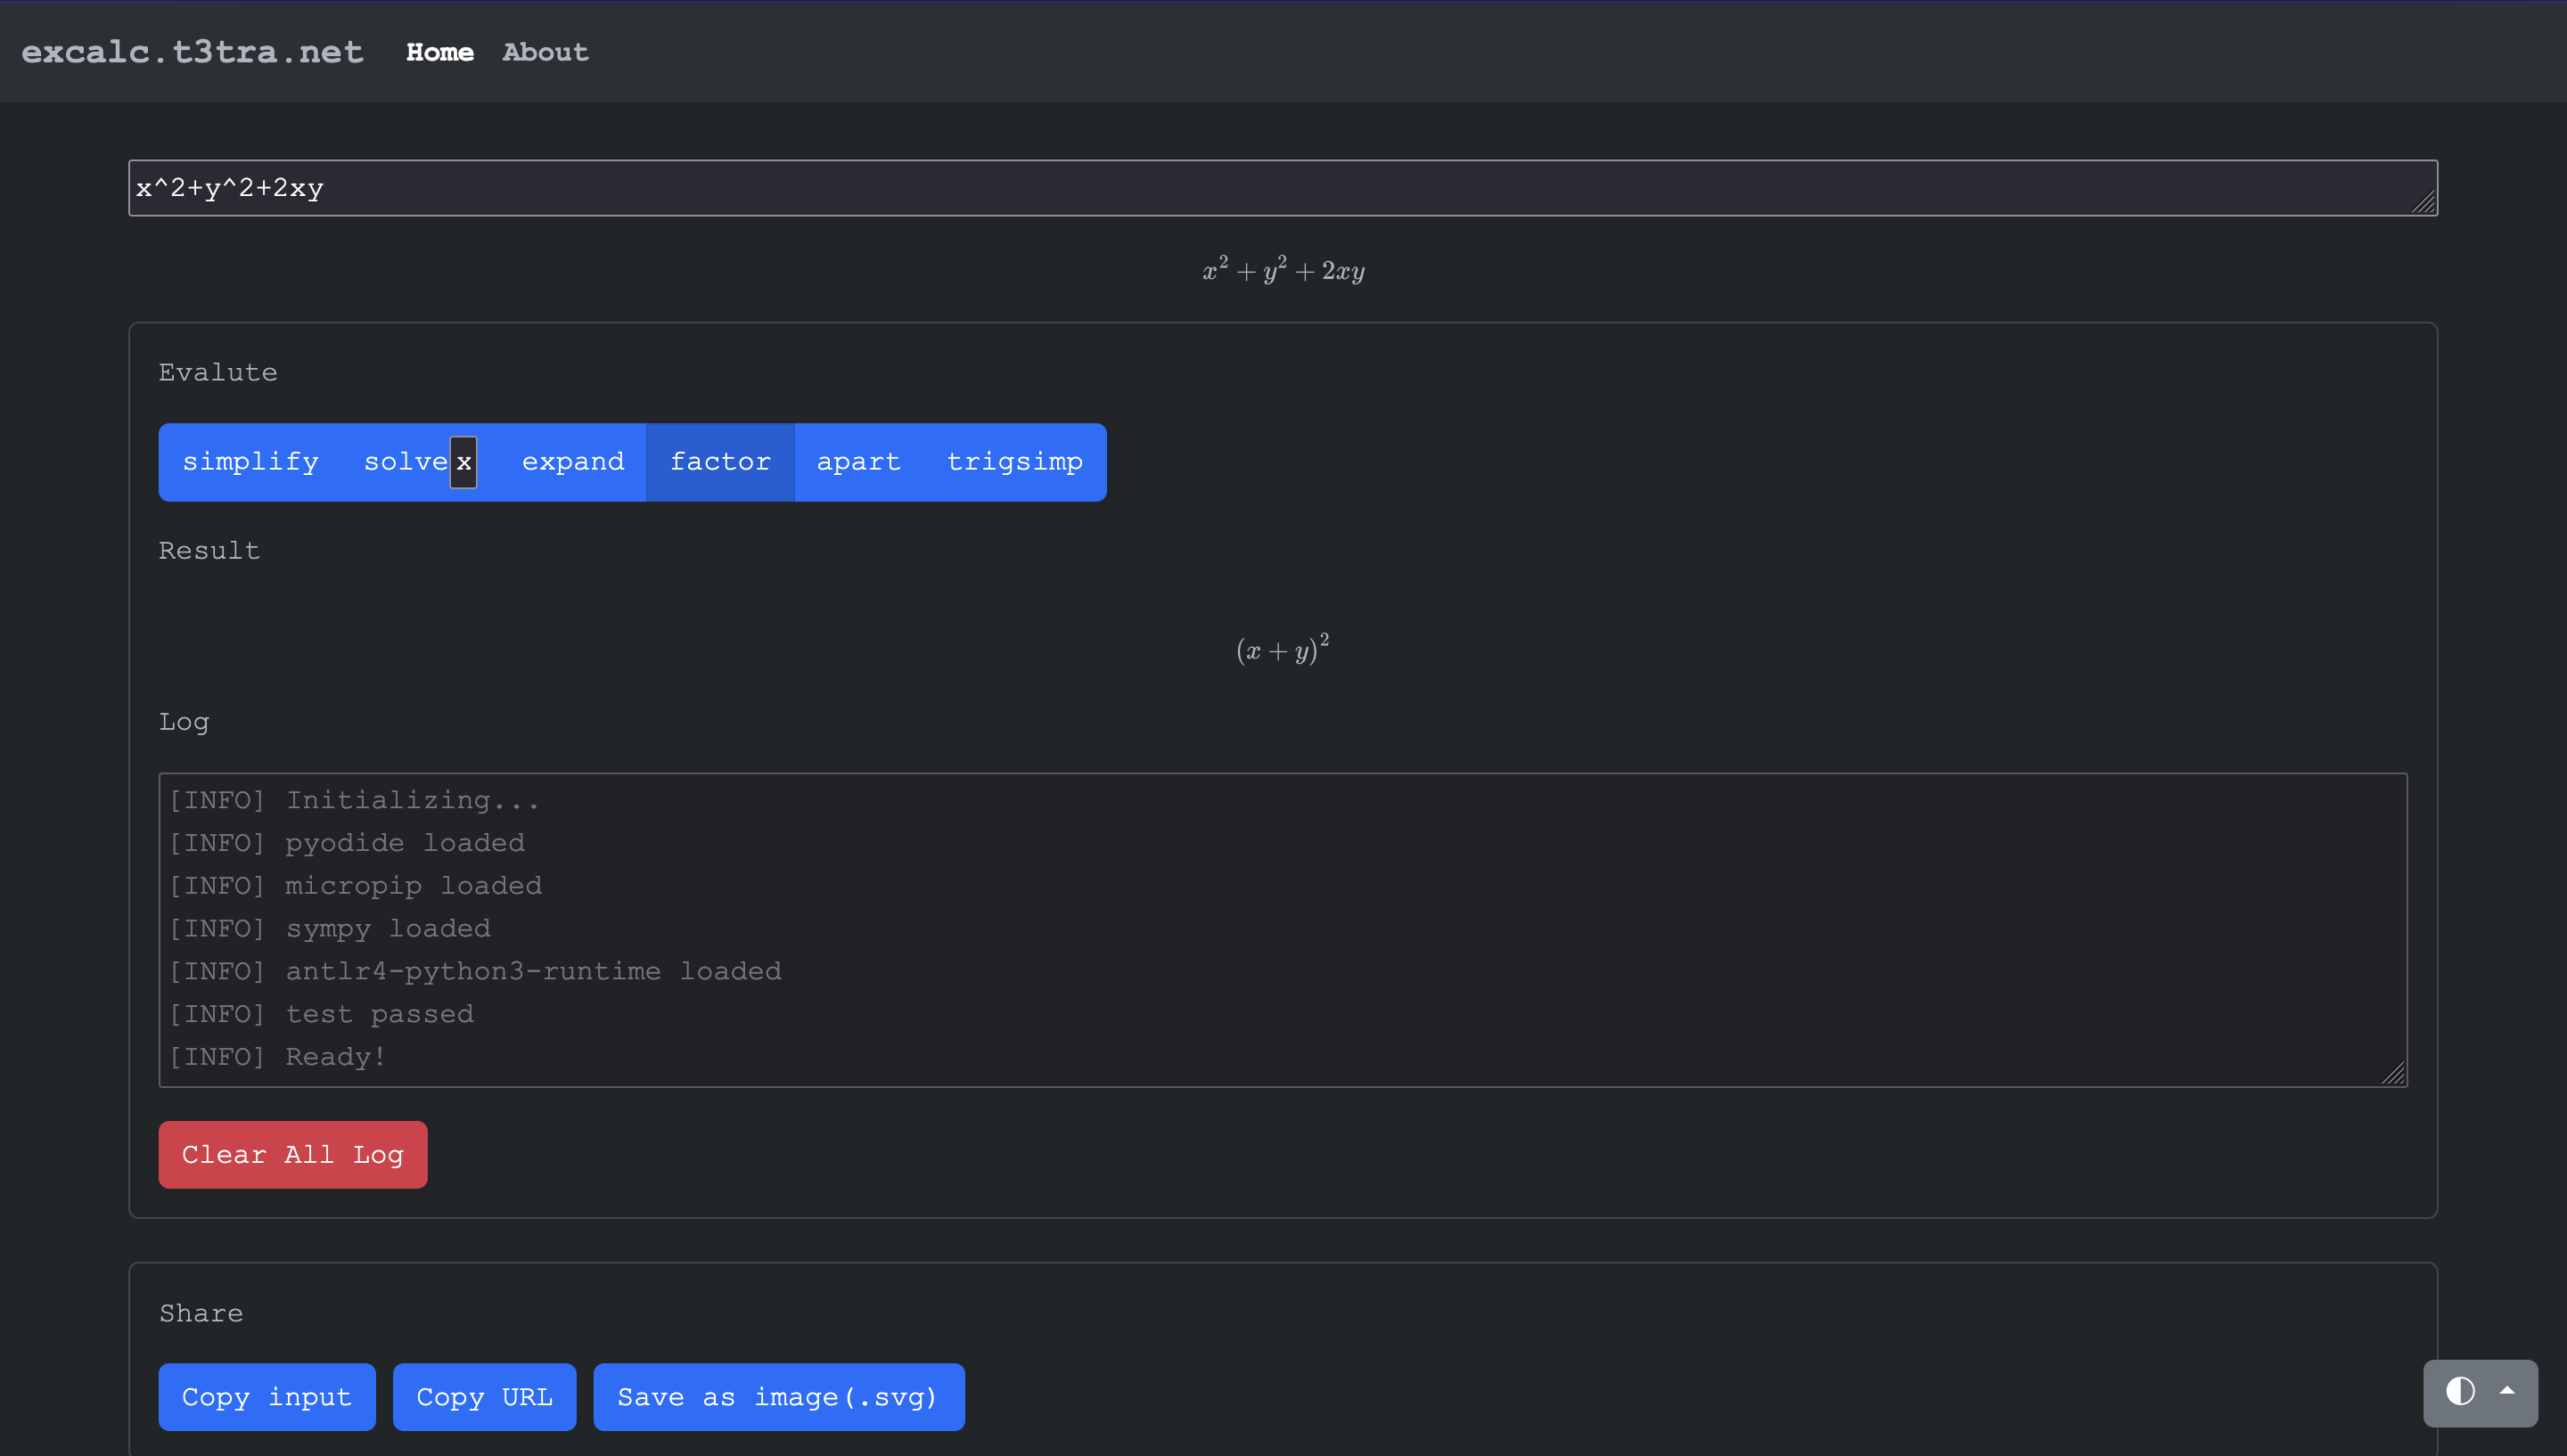 excalc.t3tra.net Home About
x^2+y^2+2xy
x² + y² + 2xy
Evalute
simplify solve x expand factor apart trigsimp
Result
(x + y)²
Log
[INFO] Initializing...
[INFO] pyodide loaded
[INFO] micropip loaded
[INFO] sympy loaded
[INFO] antlr4-python3-runtime loaded
[INFO] test passed
[INFO] Ready!
Clear All Log
Share
Copy input Copy URL Save as image(.svg)